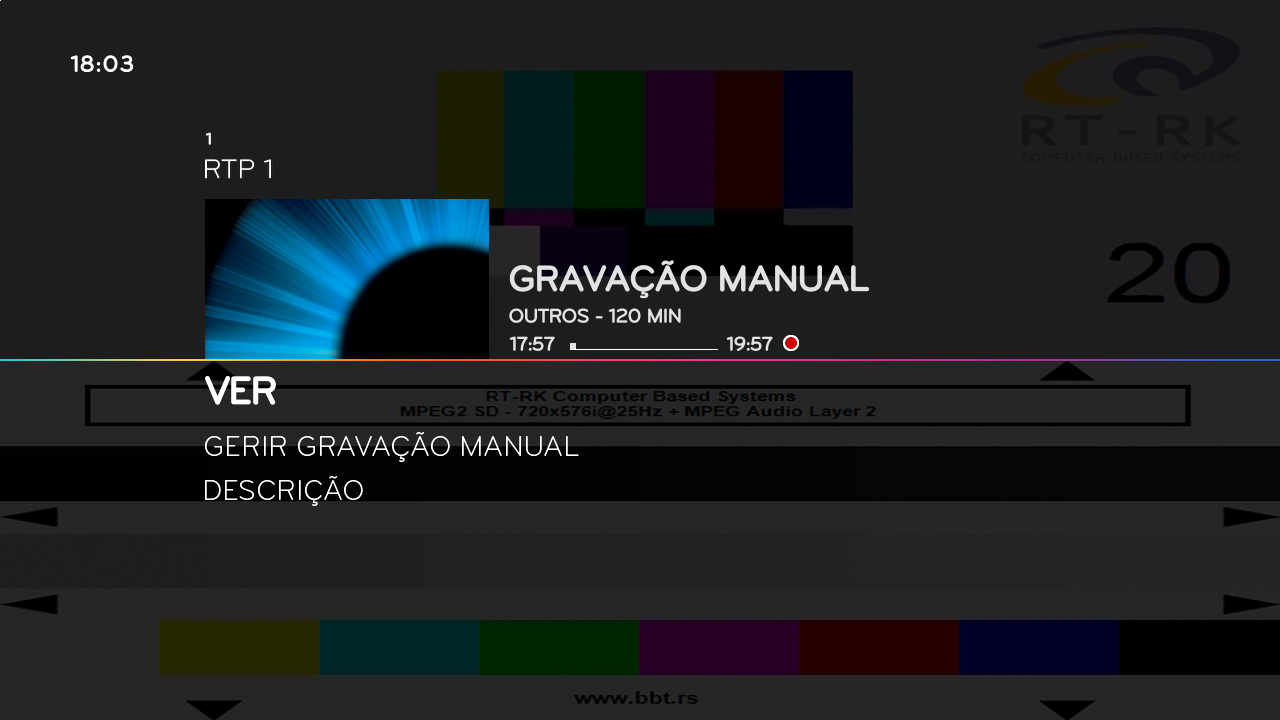 18:03
RT-RK
COMPUTER BASED SYSTEMS
1
RTP 1
20
GRAVAÇÃO MANUAL
OUTROS - 120 MIN
17:57 19:57
VER
RT-RK Computer Based Systems
MPEG2 SD - 720x576i@25Hz + MPEG Audio Layer 2
GERIR GRAVAÇÃO MANUAL
DESCRIÇÃO
www.bbt.rs